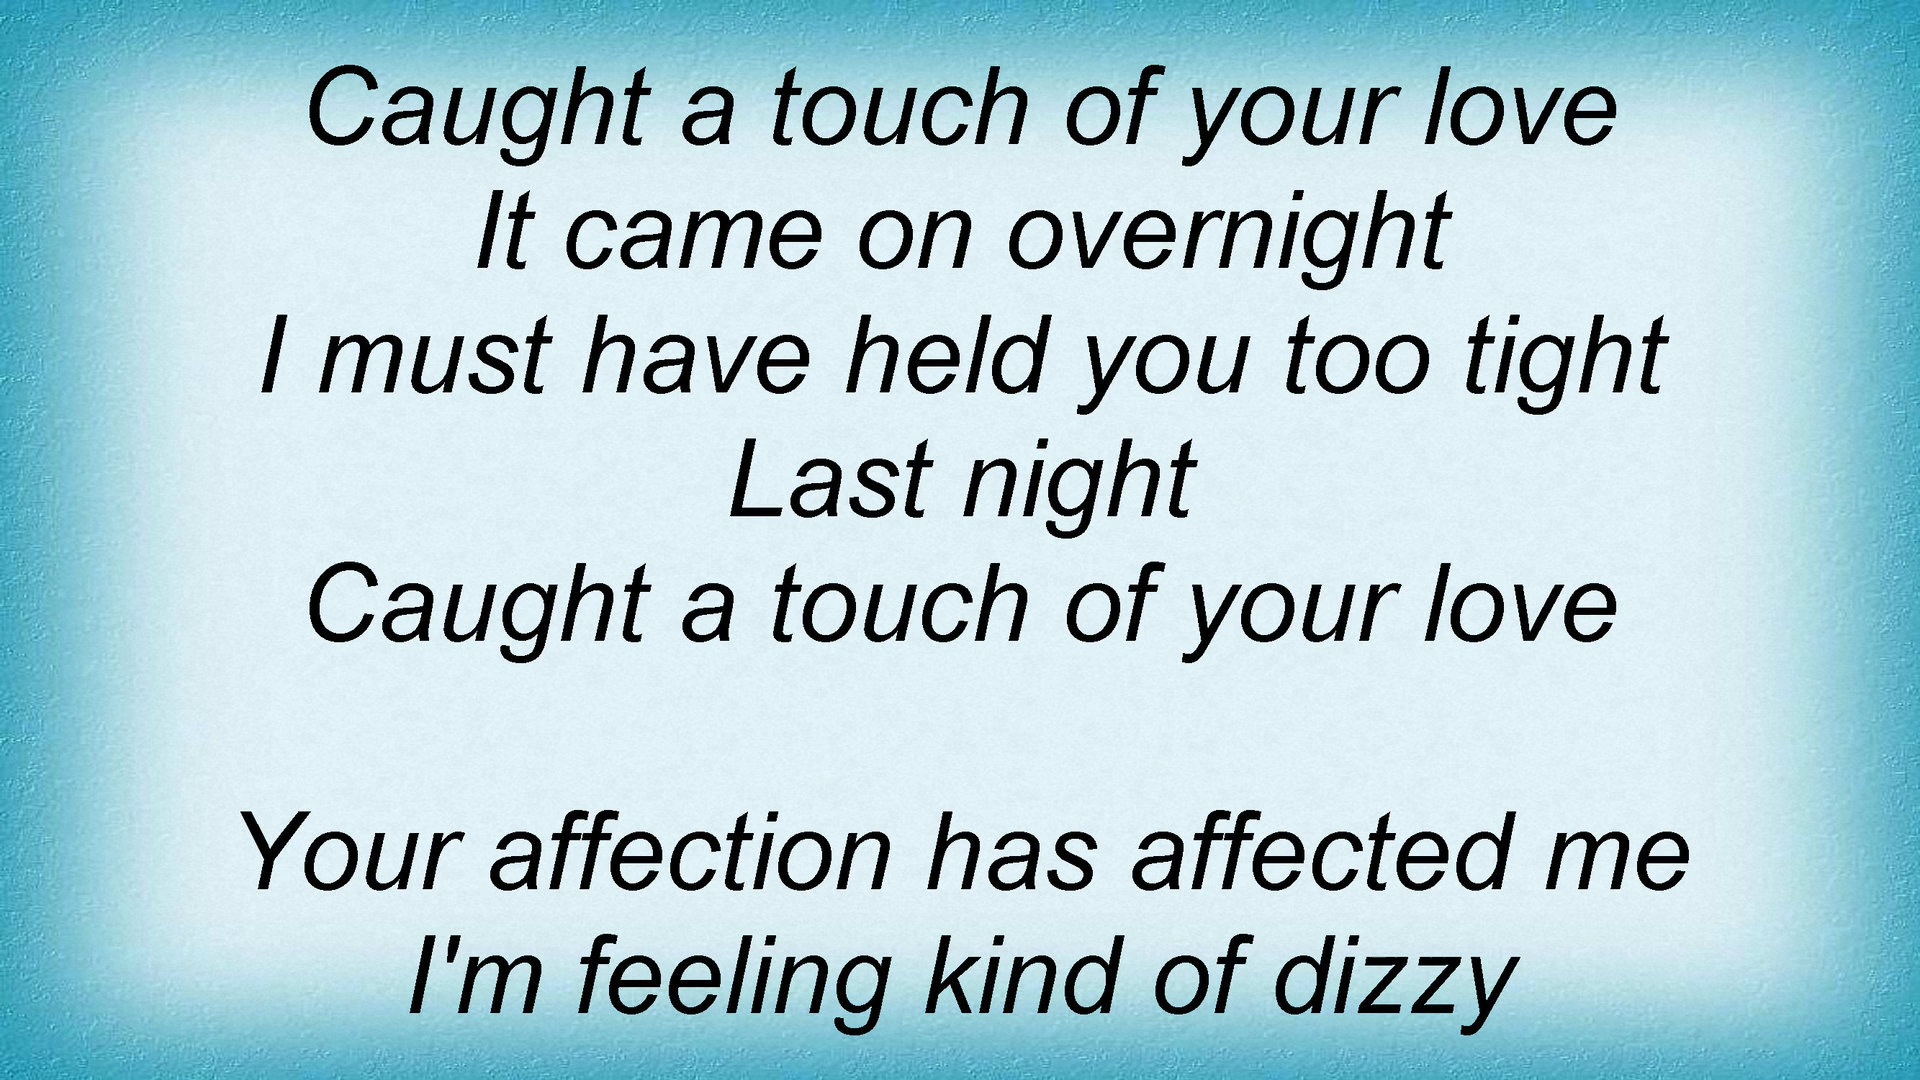 Caught a touch of your love
It came on overnight
I must have held you too tight
Last night
Caught a touch of your love

Your affection has affected me
I'm feeling kind of dizzy